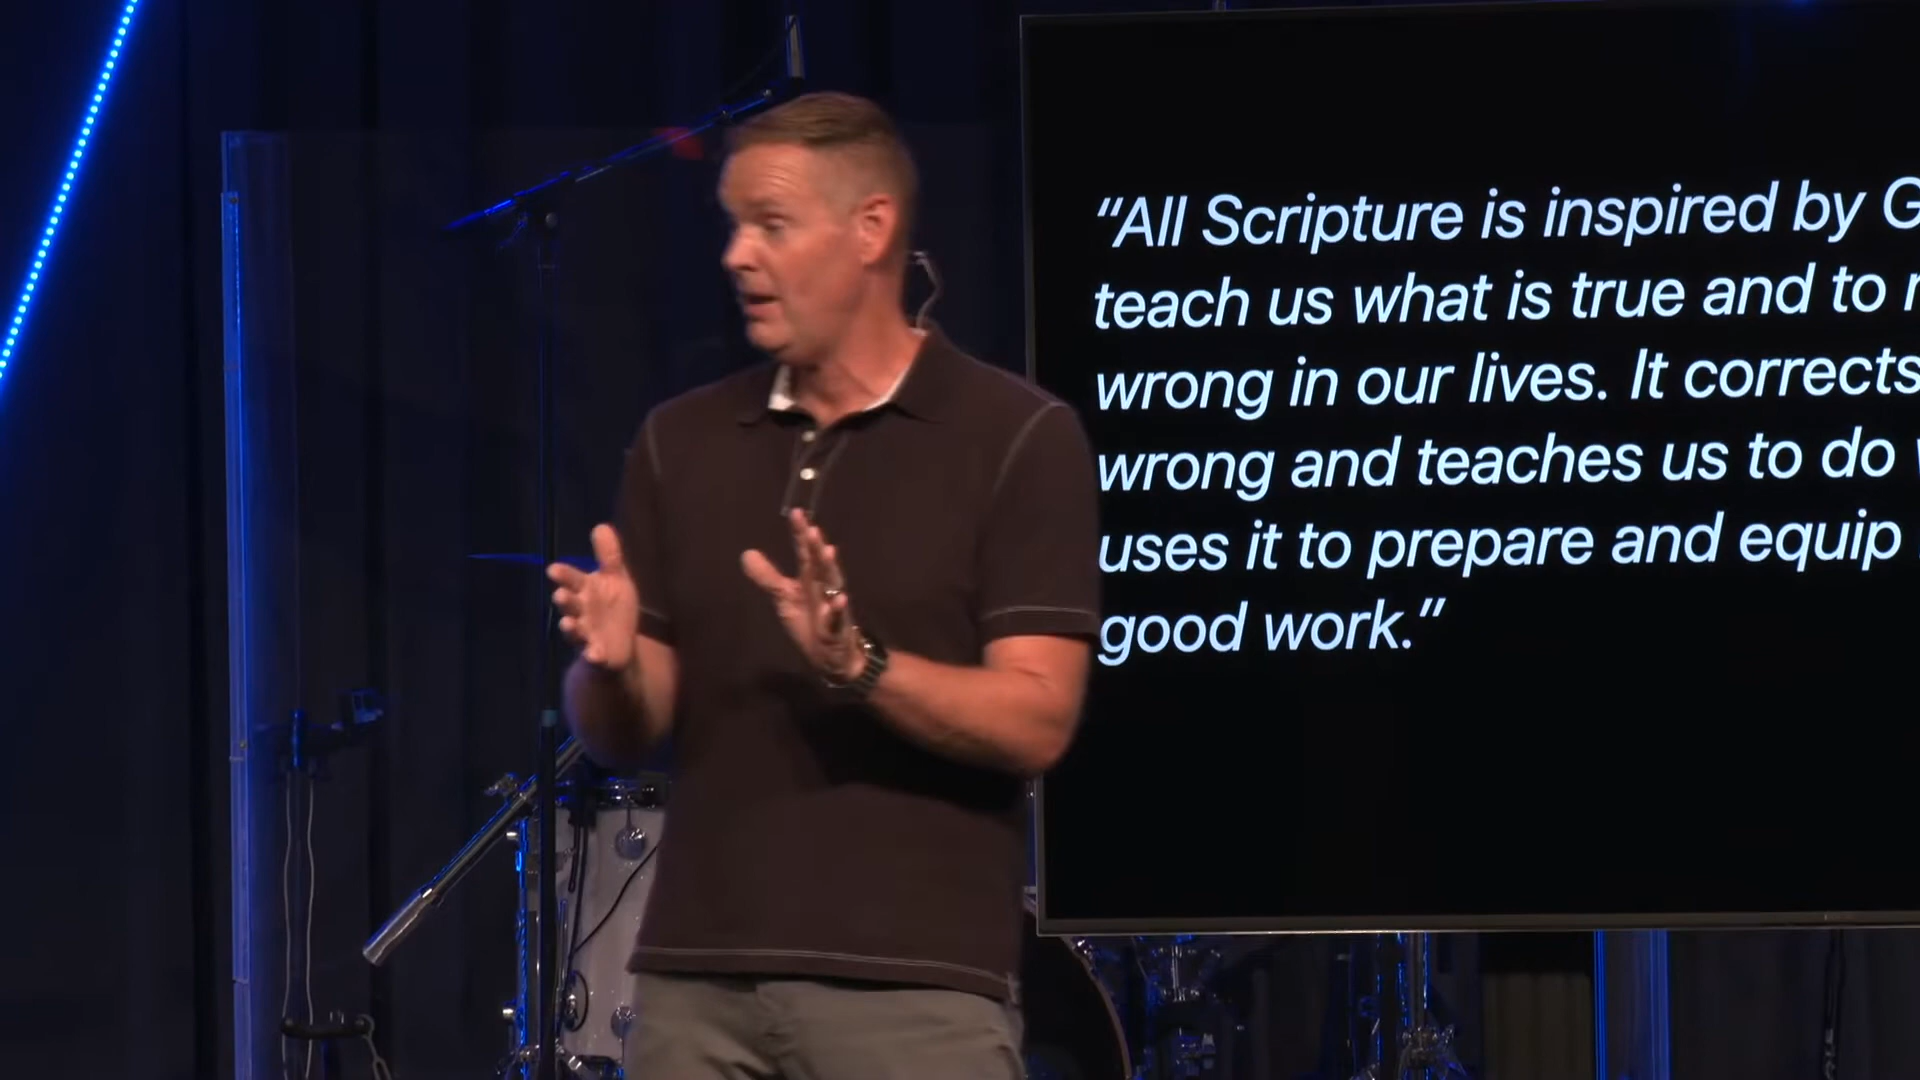 “All Scripture is inspired by G
teach us what is true and to
wrong in our lives. It corrects
wrong and teaches us to do
uses it to prepare and equip
good work.”